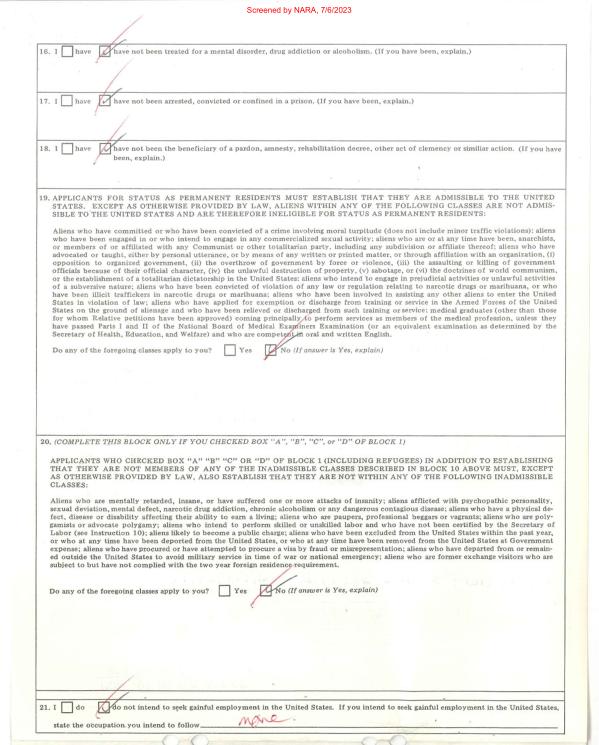 Screened by NARA, 7/6/2023
16. I have have not been treated for a mental disorder, drug addiction or alcoholism. (If you have been, explain.)
17. I have have not been arrested, convicted or confined in a prison. (If you have been, explain.)
18. I have have not been the beneficiary of a pardon, amnesty, rehabilitation decree, other act of clemency or similiar action. (If you have
been, explain.)
19. APPLICANTS FOR STATUS AS PERMANENT RESIDENTS MUST ESTABLISH THAT THEY ARE ADMISSIBLE TO THE UNITED
STATES. EXCEPT AS OTHERWISE PROVIDED BY LAW, ALIENS WITHIN ANY OF THE FOLLOWING CLASSES ARE NOT ADMIS-
SIBLE TO THE UNITED STATES AND ARE THEREFORE INELIGIBLE FOR STATUS AS PERMANENT RESIDENTS:
Aliens who have committed or who have been convicted of a crime involving moral turpitude (does not include minor traffic violations); aliens
who have been engaged in or who intend to engage in any commercialized sexual activity; aliens who are or at any time have been, anarchists,
or members of or affiliated with any Communist or other totalitarian party, including any subdivision or affiliate thereof; aliens who have
advocated or taught, either by personal utterance, or by means of any written or printed matter, or through affiliation with an organization, (i)
opposition to organized government, (ii) the overthrow of government by force or violence, (iii) the assaulting or killing of government
officials because of their official character, (iv) the unlawful destruction of property, (v) sabotage, or (vi) the doctrines of world communism,
or the establishment of a totalitarian dictatorship in the United States; aliens who intend to engage in prejudicial activities or unlawful activities
of a subversive nature; aliens who have been convicted of violation of any law or regulation relating to narcotic drugs or marihuana, or who
have been illicit traffickers in narcotic drugs or marihuana; aliens who have been involved in assisting any other aliens to enter the United
States in violation of law; aliens who have applied for exemption or discharge from training or service in the Armed Forces of the United
States on the ground of alienage and who have been relieved or discharged from such training or service; medical graduates (other than those
for whom Relative petitions have been approved) coming principally to perform services as members of the medical profession, unless they
have passed Parts I and II of the National Board of Medical Examiners Examination (or an equivalent examination as determined by the
Secretary of Health, Education, and Welfare) and who are competent in oral and written English.
Do any of the foregoing classes apply to you? Yes No (If answer is Yes, explain)
20. (COMPLETE THIS BLOCK ONLY IF YOU CHECKED BOX "A", "B", "C", or "D" OF BLOCK 1)
APPLICANTS WHO CHECKED BOX "A" "B" "C" OR "D" OF BLOCK 1 (INCLUDING REFUGEES) IN ADDITION TO ESTABLISHING
THAT THEY ARE NOT MEMBERS OF ANY OF THE INADMISSIBLE CLASSES DESCRIBED IN BLOCK 10 ABOVE MUST, EXCEPT
AS OTHERWISE PROVIDED BY LAW, ALSO ESTABLISH THAT THEY ARE NOT WITHIN ANY OF THE FOLLOWING INADMISSIBLE
CLASSES:
Aliens who are mentally retarded, insane, or have suffered one or more attacks of insanity; aliens afflicted with psychopathic personality,
sexual deviation, mental defect, narcotic drug addiction, chronic alcoholism or any dangerous contagious disease; aliens who have a physical de-
fect, disease or disability affecting their ability to earn a living; aliens who are paupers, professional beggars or vagrants; aliens who are poly-
gamists or advocate polygamy; aliens who intend to perform skilled or unskilled labor and who have not been certified by the Secretary of
Labor (see Instruction 10); aliens likely to become a public charge; aliens who have been excluded from the United States within the past year,
or who at any time have been deported from the United States, or who at any time have been removed from the United States at Government
expense; aliens who have procured or have attempted to procure a visa by fraud or misrepresentation; aliens who have departed from or remain-
ed outside the United States to avoid military service in time of war or national emergency; aliens who are former exchange visitors who are
subject to but have not complied with the two year foreign residence requirement.
Do any of the foregoing classes apply to you? Yes No (If answer is Yes, explain)
21. I do do not intend to seek gainful employment in the United States. If you intend to seek gainful employment in the United States,
state the occupation you intend to follow none.